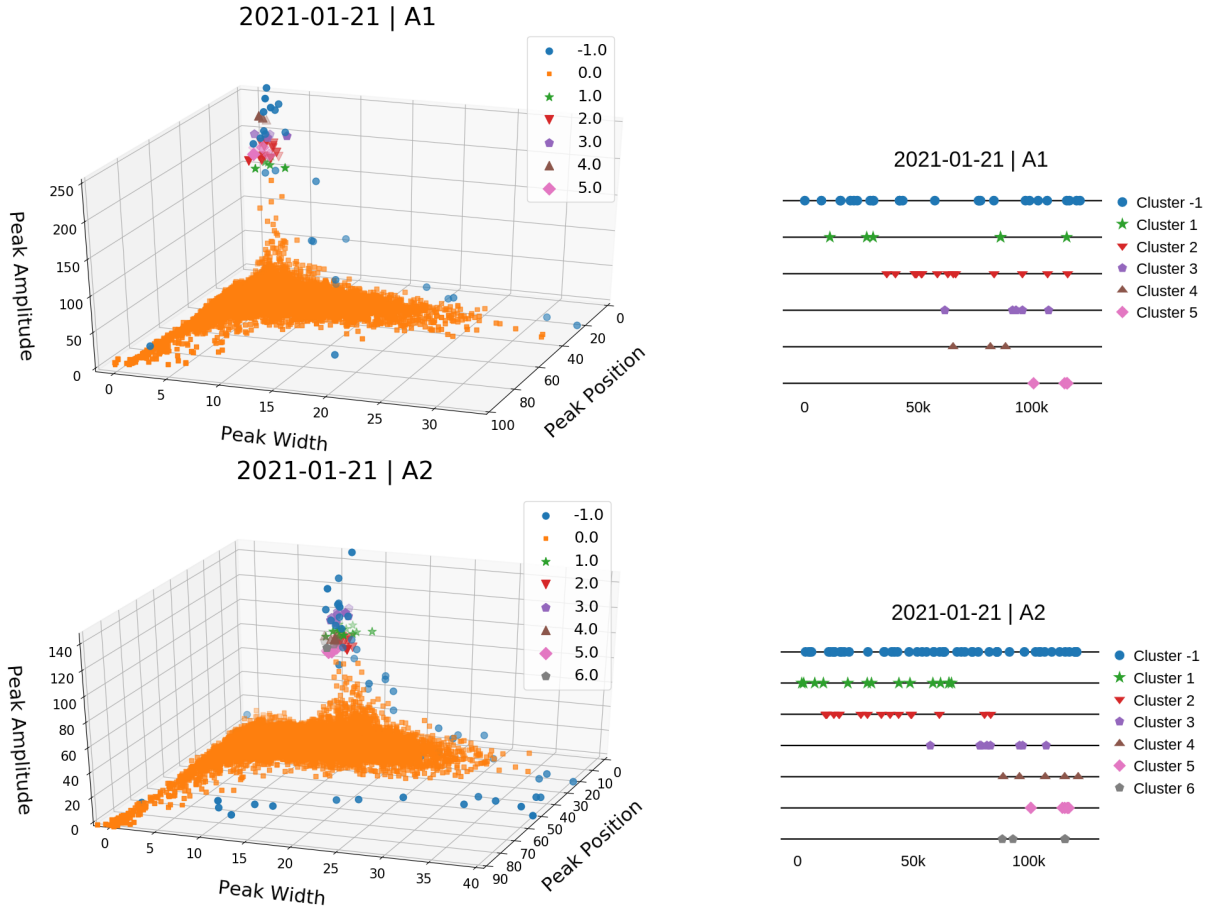 2021-01-21 | A1
-1.0
0.0
1.0
2.0
3.0
4.0
5.0
250
200
150
100
50
0
Peak Amplitude
0
5
10
15
20
25
30
Peak Width
0
20
40
60
80
100
Peak Position
2021-01-21 | A1
Cluster -1
Cluster 1
Cluster 2
Cluster 3
Cluster 4
Cluster 5
0 50k 100k
2021-01-21 | A2
-1.0
0.0
1.0
2.0
3.0
4.0
5.0
6.0
140
120
100
80
60
40
20
0
Peak Amplitude
0
5
10
15
20
25
30
35
40
Peak Width
0
10
20
30
40
50
60
70
80
90
Peak Position
2021-01-21 | A2
Cluster -1
Cluster 1
Cluster 2
Cluster 3
Cluster 4
Cluster 5
Cluster 6
0 50k 100k